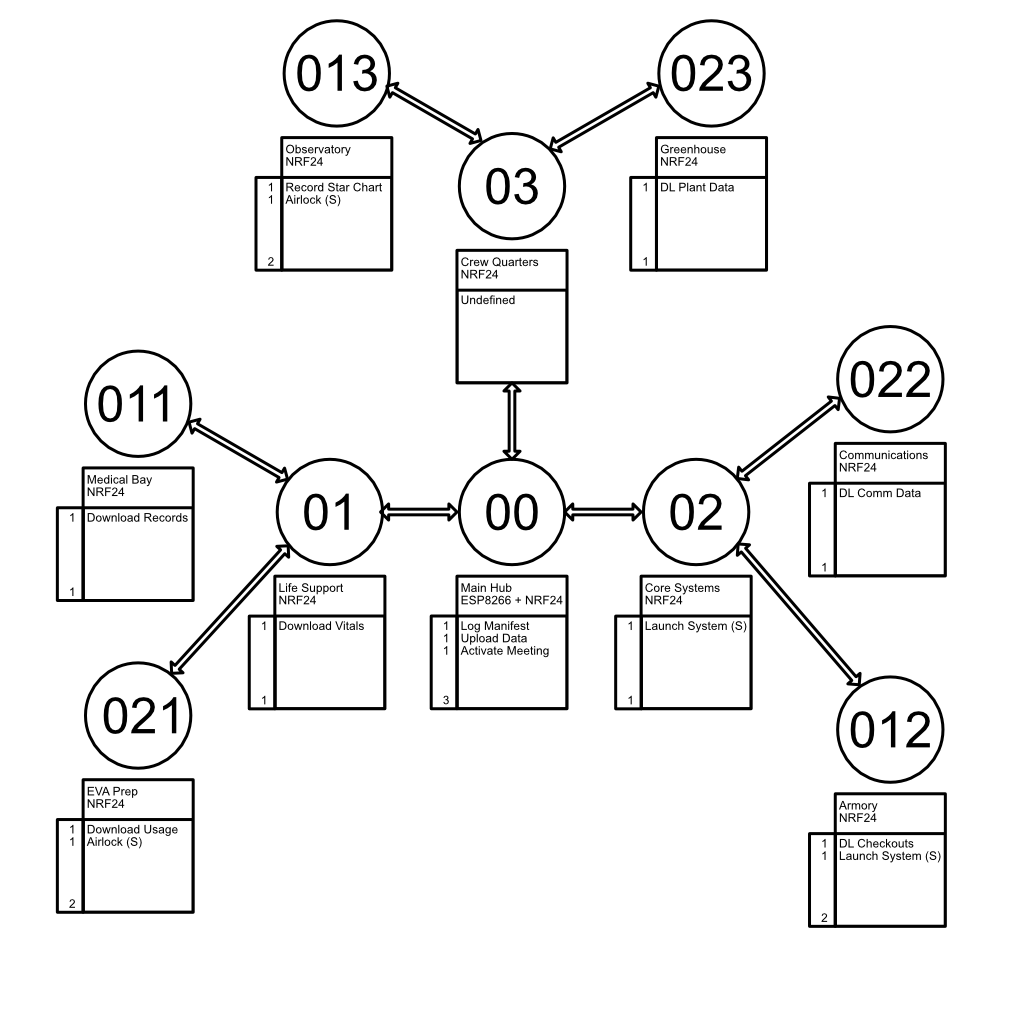 013
Observatory
NRF24
1 Record Star Chart
1 Airlock (S)
2
023
Greenhouse
NRF24
1 DL Plant Data
1
03
Crew Quarters
NRF24
Undefined
011
Medical Bay
NRF24
1 Download Records
1
022
Communications
NRF24
1 DL Comm Data
1
01
Life Support
NRF24
1 Download Vitals
1
00
Main Hub
ESP8266 + NRF24
1 Log Manifest
1 Upload Data
1 Activate Meeting
3
02
Core Systems
NRF24
1 Launch System (S)
1
021
EVA Prep
NRF24
1 Download Usage
1 Airlock (S)
2
012
Armory
NRF24
1 DL Checkouts
1 Launch System (S)
2